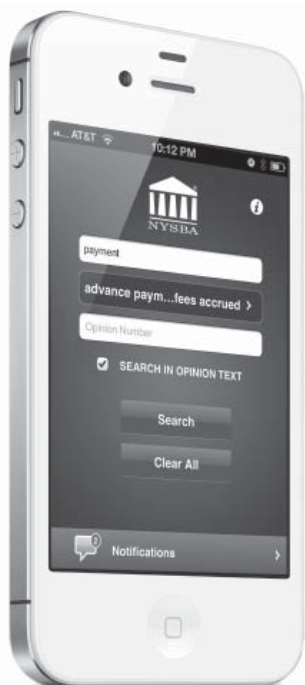 AT&T 10:12 PM
NYSBA
i
payment
advance paym...fees accrued >
Opinion Number
SEARCH IN OPINION TEXT
Search
Clear All
Notifications >